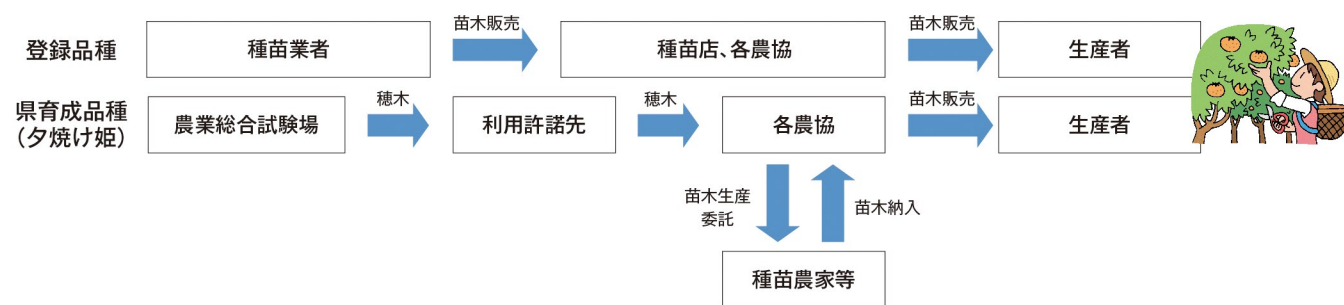 苗木販売
苗木販売
登録品種
種苗業者
種苗店、各農協
生産者
県育成品種
(夕焼け姫)
穂木
穂木
苗木販売
農業総合試験場
利用許諾先
各農協
生産者
苗木生産
委託
苗木納入
種苗農家等